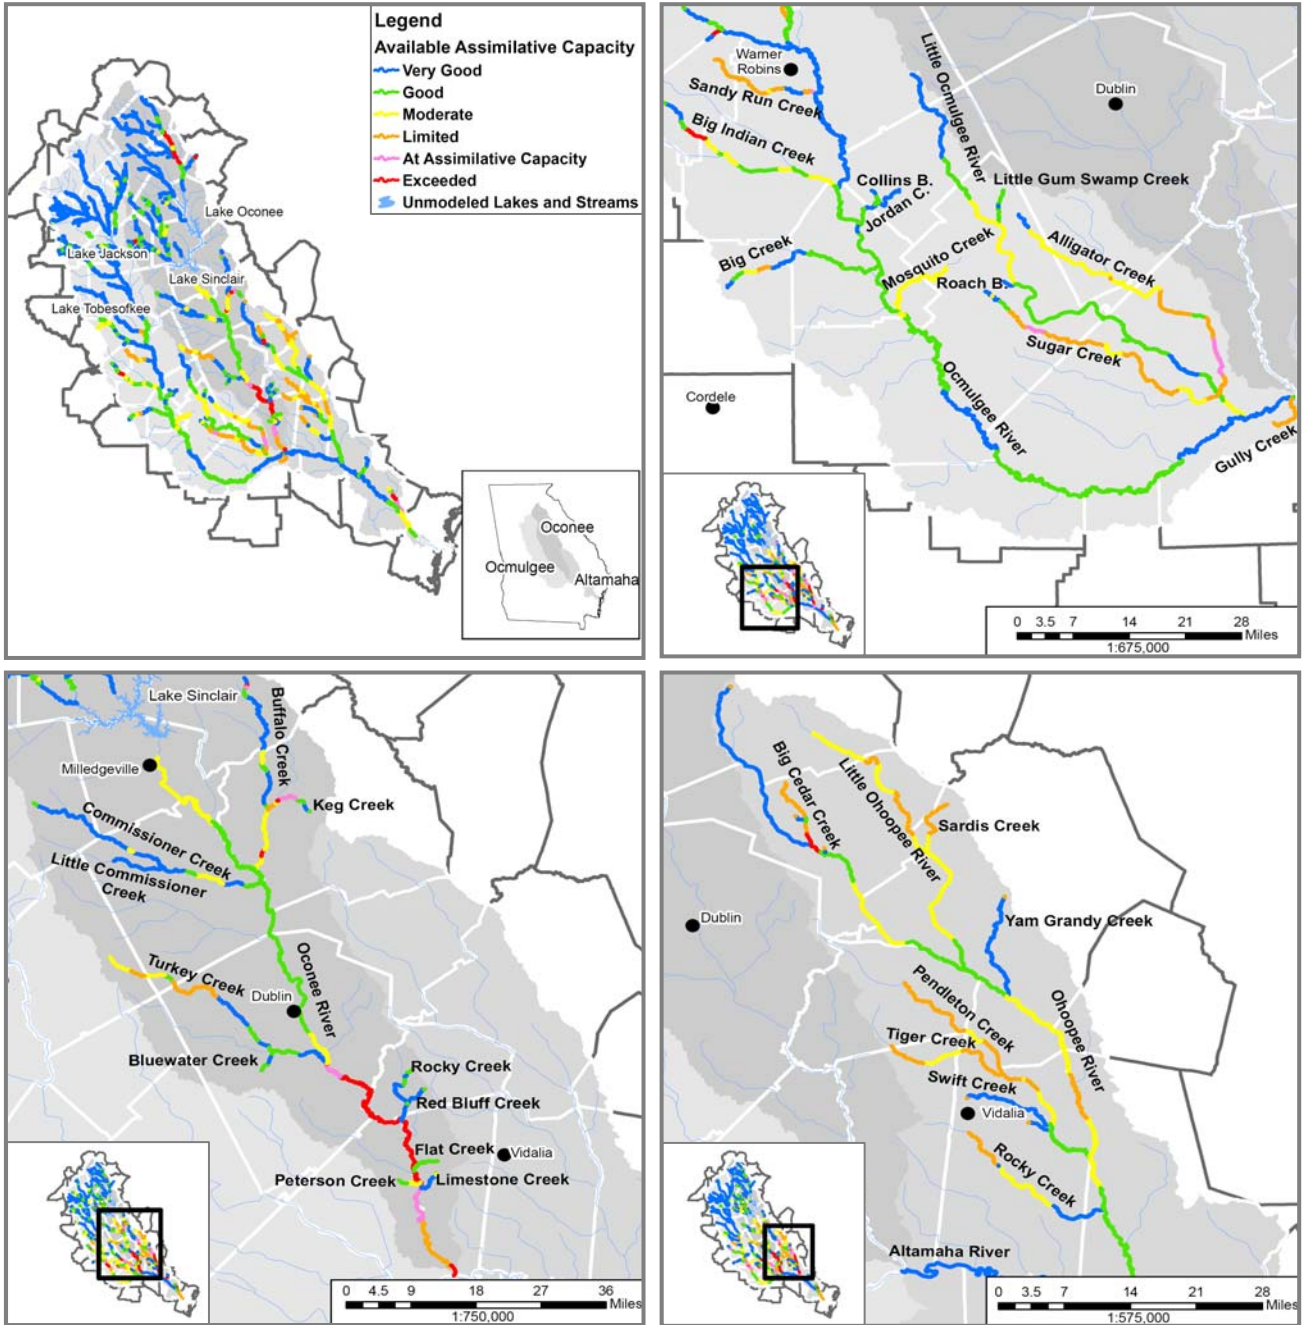 Legend
Available Assimilative Capacity
Very Good
Good
Moderate
Limited
At Assimilative Capacity
Exceeded
Unmodeled Lakes and Streams
Lake Oconee
Lake Jackson
Lake Sinclair
Lake Tobesofkee
Oconee
Ocmulgee
Altamaha
Warner
Robins
Sandy Run Creek
Big Indian Creek
Little Ocmulgee River
Dublin
Collins B.
Jordan C.
Little Gum Swamp Creek
Big Creek
Mosquito Creek
Alligator Creek
Roach B.
Sugar Creek
Cordele
Ocmulgee River
Gully Creek
0 3.5 7 14 21 28
Miles
1:675,000
Lake Sinclair
Buffalo Creek
Milledgeville
Keg Creek
Commissioner Creek
Little Commissioner
Creek
Turkey Creek
Oconee River
Dublin
Bluewater Creek
Rocky Creek
Red Bluff Creek
Flat Creek
Vidalia
Peterson Creek
Limestone Creek
0 4.5 9 18 27 36
Miles
1:750,000
Big Cedar Creek
Little Ohoopee River
Sardis Creek
Dublin
Yam Grandy Creek
Pendleton Creek
Ohoopee River
Tiger Creek
Swift Creek
Vidalia
Rocky Creek
Altamaha River
0 3.5 7 14 21 28
Miles
1:575,000